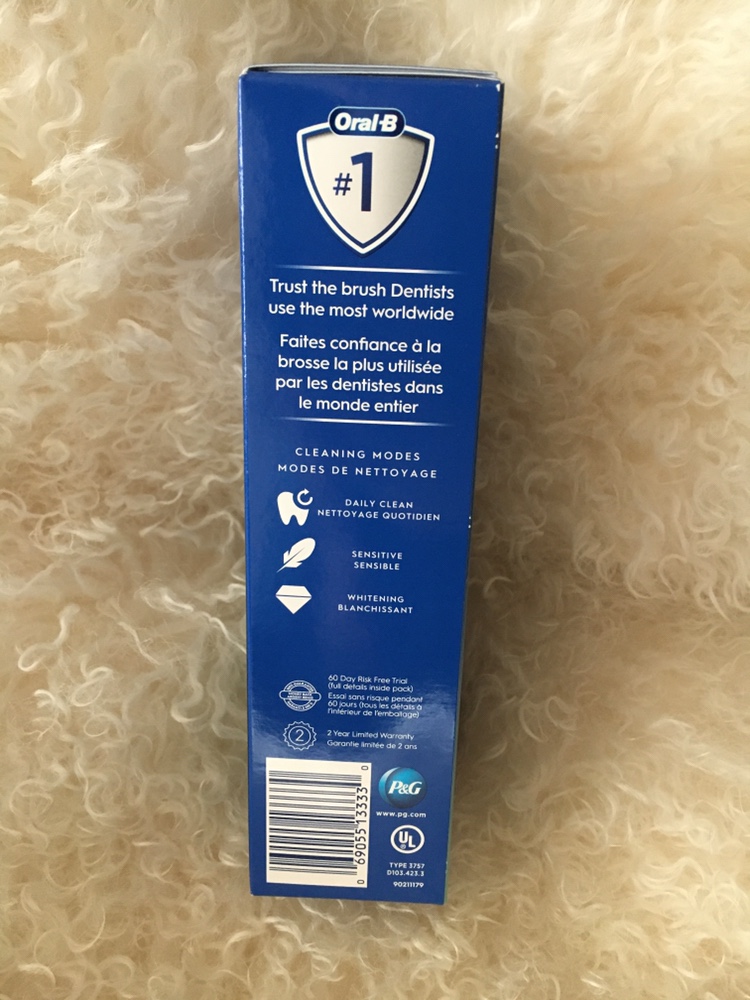 Oral-B
#1
Trust the brush Dentists
use the most worldwide
Faites confiance à la
brosse la plus utilisée
par les dentistes dans
le monde entier
CLEANING MODES
MODES DE NETTOYAGE
DAILY CLEAN
NETTOYAGE QUOTIDIEN
SENSITIVE
SENSIBLE
WHITENING
BLANCHISSANT
60 Day Risk Free Trial
(full details inside pack)
Essai sans risque pendant
60 jours (tous les détails à
l'intérieur de l'emballage)
2
2 Year Limited Warranty
Garantie limitée de 2 ans
0 69055 13333 0
P&G
www.pg.com
UL
TYPE 3757
D103.423.3
90211179